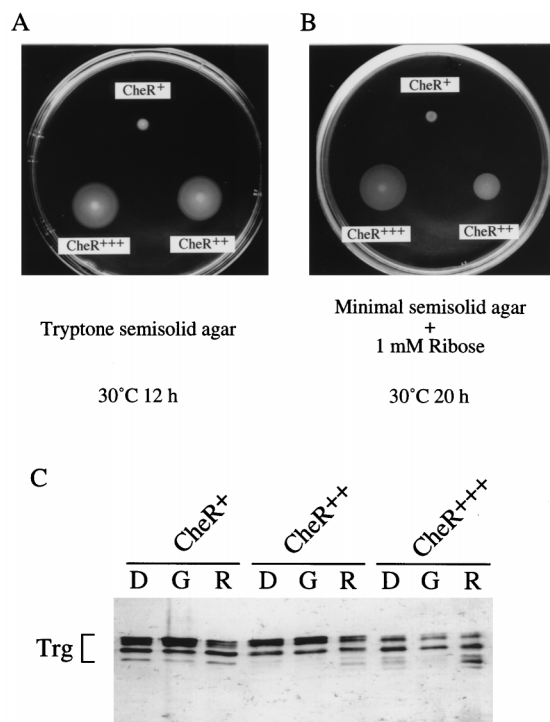 A
B
CheR+
CheR+++
CheR++
CheR+
CheR+++
CheR++
Tryptone semisolid agar
30˚C 12 h
Minimal semisolid agar
+
1 mM Ribose
30˚C 20 h
C
CheR+
CheR++
CheR+++
D G R D G R D G R
Trg